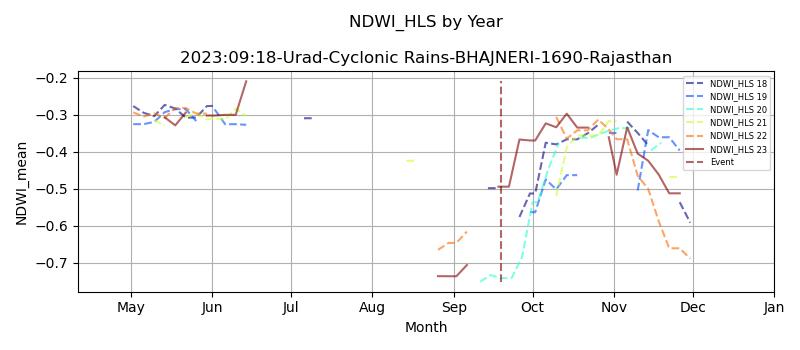 NDWI_HLS by Year
2023:09:18-Urad-Cyclonic Rains-BHAJNERI-1690-Rajasthan
−0.2
−0.3
−0.4
−0.5
−0.6
−0.7
NDWI_mean
NDWI_HLS 18
NDWI_HLS 19
NDWI_HLS 20
NDWI_HLS 21
NDWI_HLS 22
NDWI_HLS 23
Event
May Jun Jul Aug Sep Oct Nov Dec Jan
Month